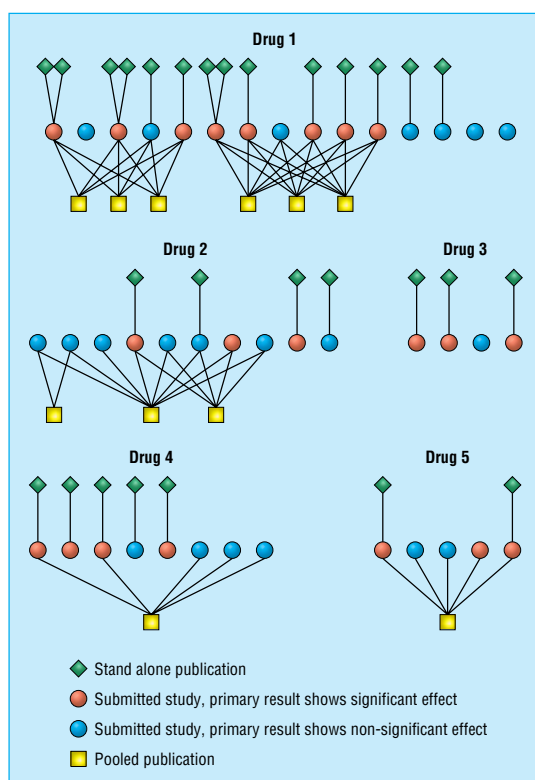 Drug 1
Drug 2
Drug 3
Drug 4
Drug 5
Stand alone publication
Submitted study, primary result shows significant effect
Submitted study, primary result shows non-significant effect
Pooled publication